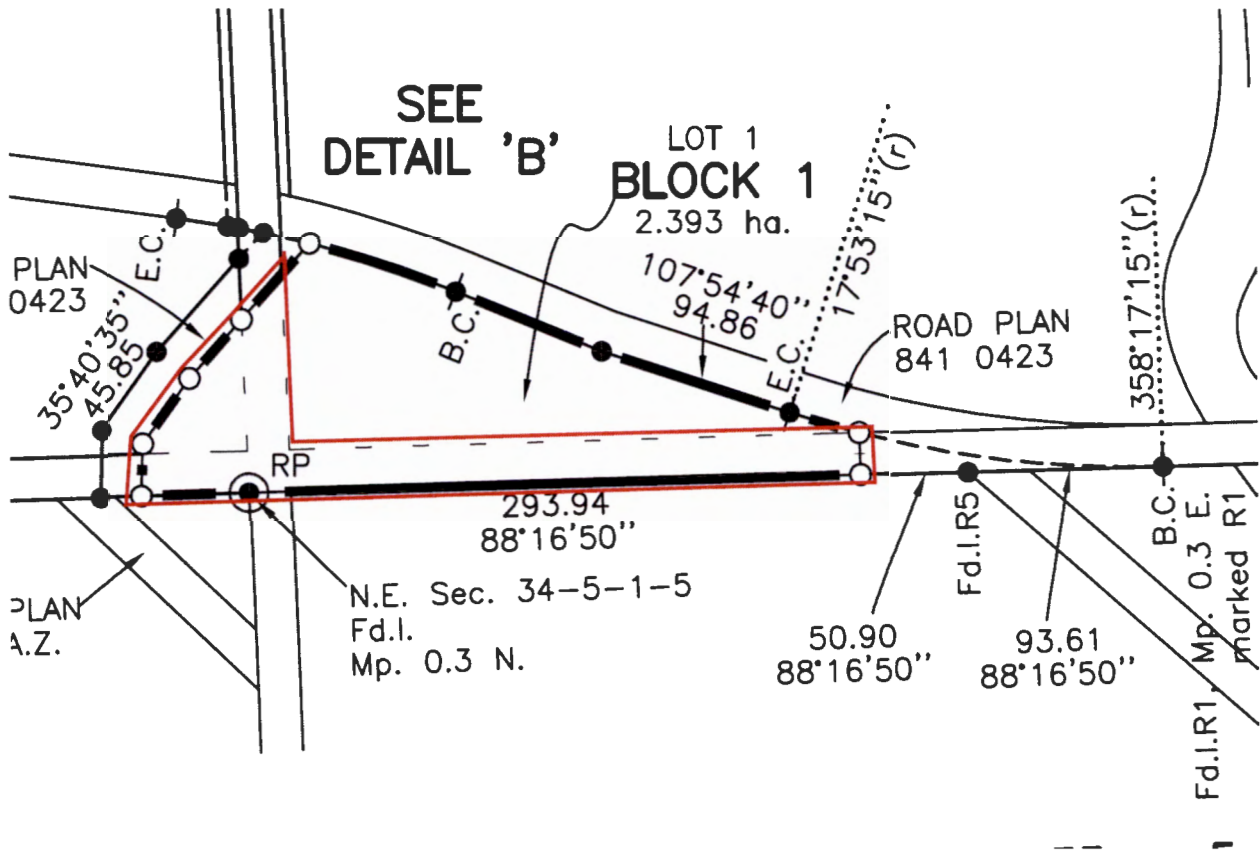 SEE
DETAIL 'B'
LOT 1
BLOCK 1
2.393 ha.
107°54'40"
94.86
17°53'15"(r)
E.C.
B.C.
E.C.
PLAN
0423
35°40'35"
45.85
ROAD PLAN
841 0423
358°17'15"(r)
RP
293.94
88°16'50"
N.E. Sec. 34-5-1-5
Fd.I.
Mp. 0.3 N.
PLAN
A.Z.
50.90
88°16'50"
Fd.I.R5
93.61
88°16'50"
B.C.
Fd.I.R1, Mp. 0.3 E.
marked R1